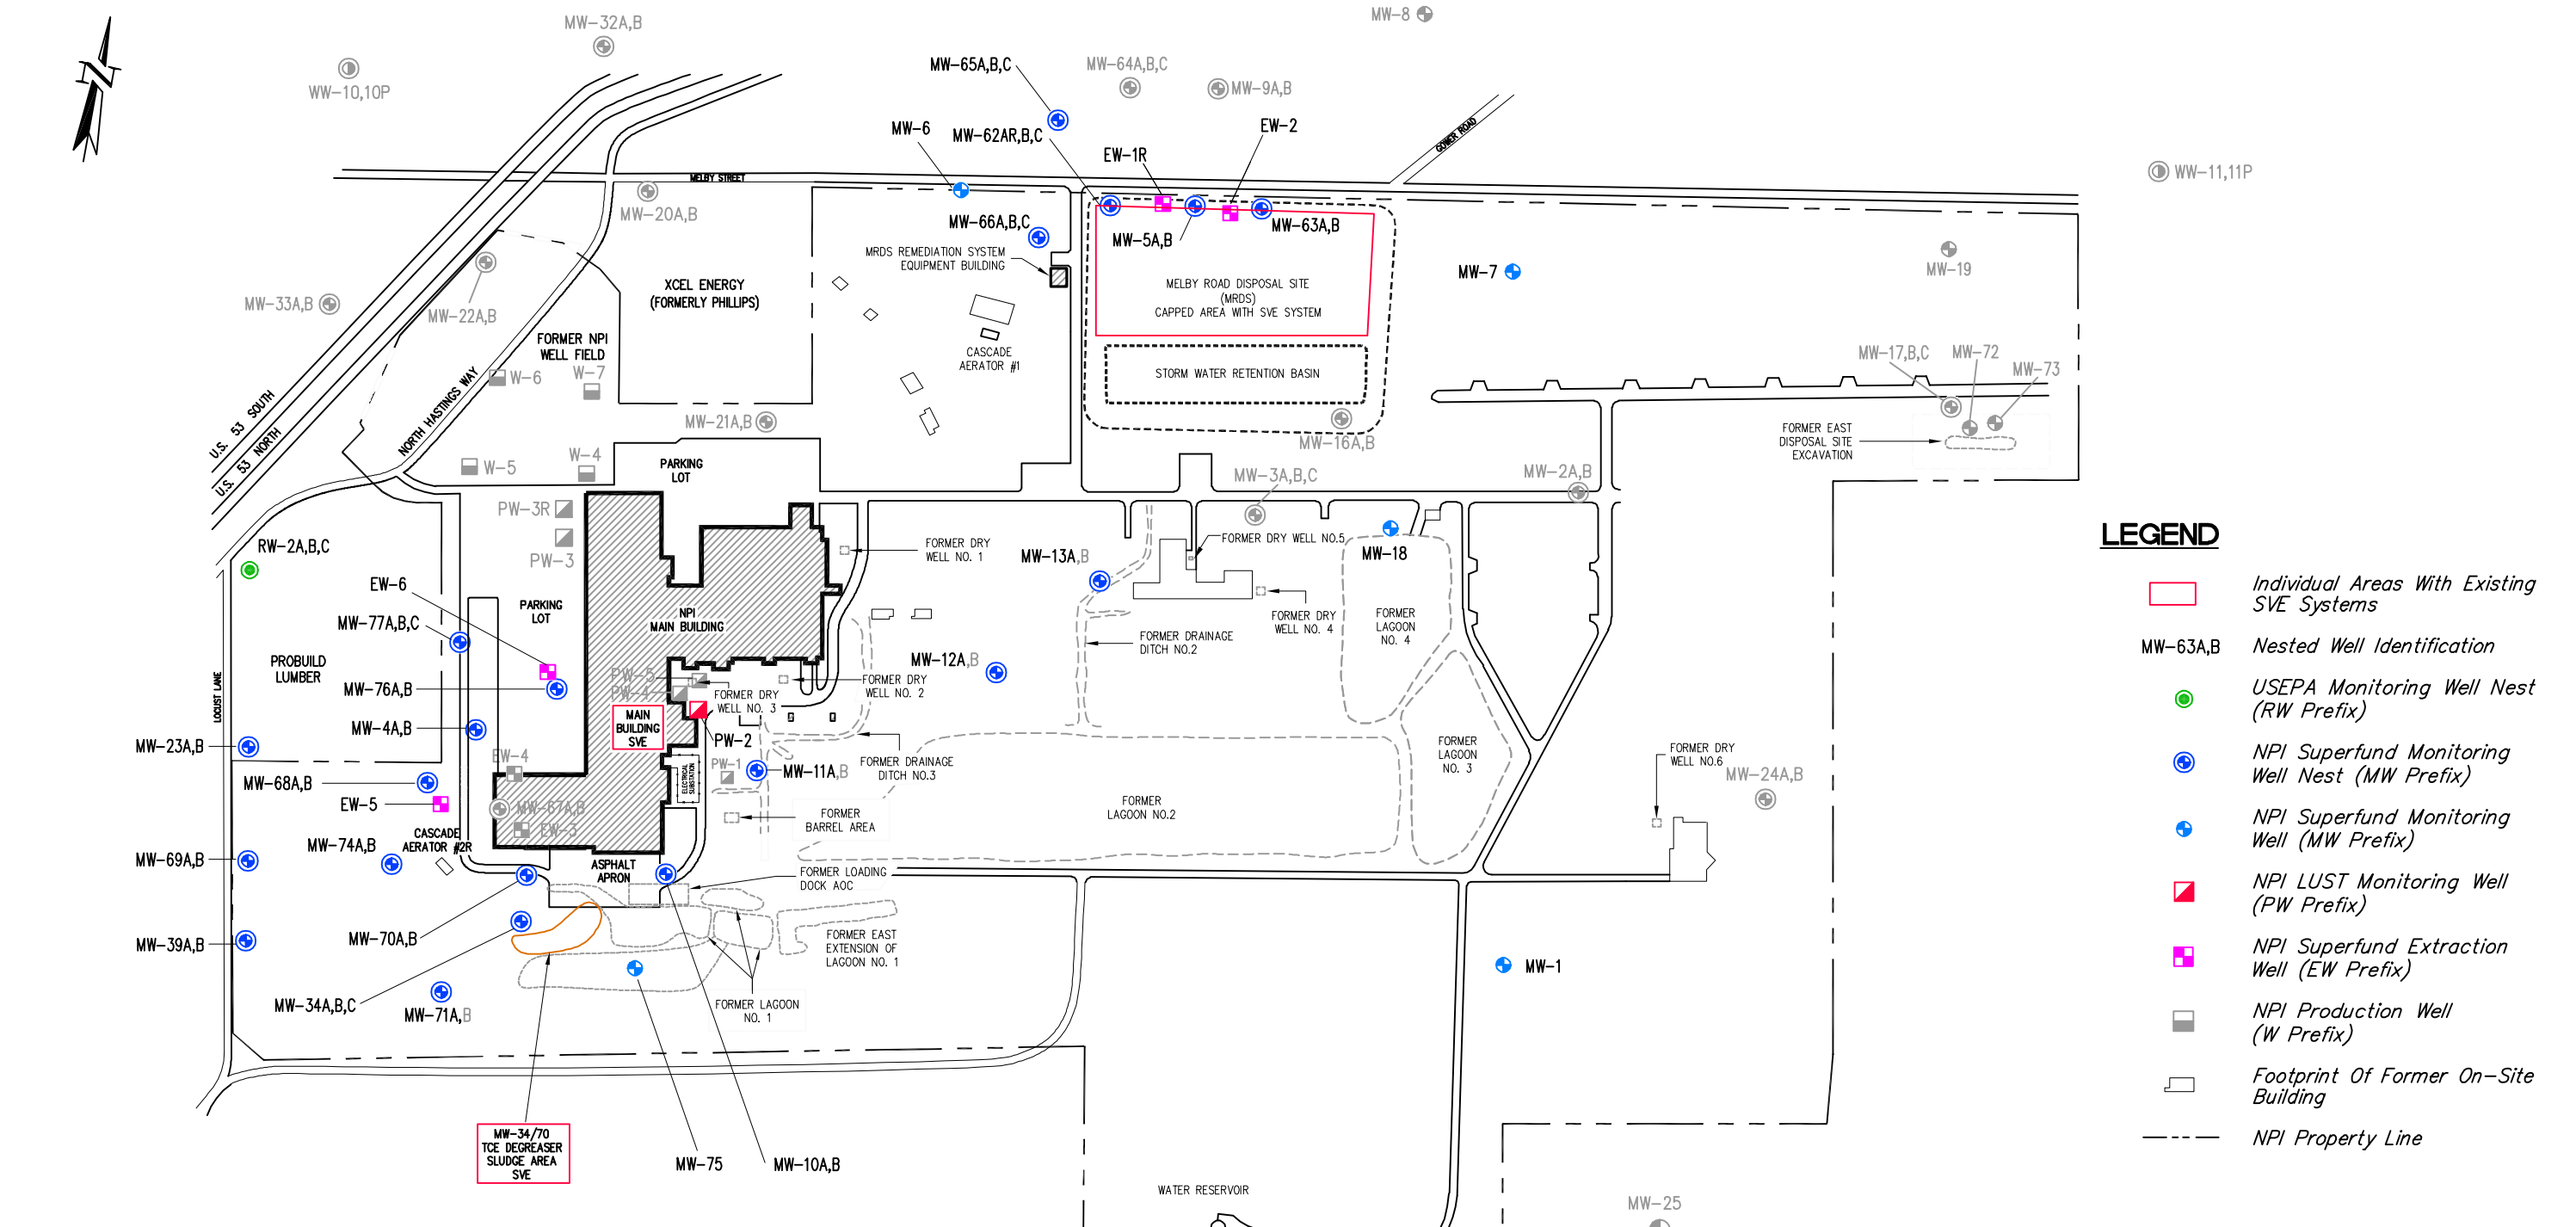 MW-32A,B
MW-8
WW-10,10P
MW-65A,B,C
MW-64A,B,C
MW-9A,B
MW-6
MW-62AR,B,C
EW-2
EW-1R
GOWER ROAD
N
MELBY STREET
WW-11,11P
MW-20A,B
MW-66A,B,C
MW-5A,B
MW-63A,B
MRDS REMEDIATION SYSTEM
EQUIPMENT BUILDING
MW-19
MW-7
MW-33A,B
MW-22A,B
XCEL ENERGY
(FORMERLY PHILLIPS)
MELBY ROAD DISPOSAL SITE
(MRDS)
CAPPED AREA WITH SVE SYSTEM
FORMER NPI
WELL FIELD
CASCADE
AERATOR #1
STORM WATER RETENTION BASIN
MW-17,B,C
MW-72
MW-73
W-6
W-7
NORTH HASTINGS WAY
U.S. 53 SOUTH
U.S. 53 NORTH
MW-21A,B
MW-16A,B
FORMER EAST
DISPOSAL SITE
EXCAVATION
W-5
W-4
PARKING
LOT
MW-3A,B,C
MW-2A,B
PW-3R
PW-3
RW-2A,B,C
FORMER DRY
WELL NO. 1
MW-13A,B
FORMER DRY WELL NO.5
MW-18
EW-6
MW-77A,B,C
PARKING
LOT
NPI
MAIN BUILDING
FORMER DRY
WELL NO. 4
FORMER
LAGOON
NO. 4
FORMER DRAINAGE
DITCH NO.2
PROBUILD
LUMBER
LOCUST LANE
MW-76A,B
PW-5
PW-4
FORMER DRY
WELL NO. 3
FORMER DRY
WELL NO. 2
MW-12A,B
MAIN
BUILDING
SVE
MW-4A,B
PW-2
MW-23A,B
EW-4
PW-1
ELECTRICAL
SUBSTATION
MW-11A,B
FORMER DRAINAGE
DITCH NO.3
FORMER
LAGOON
NO. 3
FORMER DRY
WELL NO.6
MW-24A,B
MW-68A,B
EW-5
MW-67A,B
EW-3
FORMER
BARREL AREA
FORMER
LAGOON NO.2
CASCADE
AERATOR #2R
MW-74A,B
MW-69A,B
ASPHALT
APRON
FORMER LOADING
DOCK AOC
MW-70A,B
MW-39A,B
FORMER EAST
EXTENSION OF
LAGOON NO. 1
MW-1
MW-34A,B,C
MW-71A,B
FORMER LAGOON
NO. 1
MW-34/70
TCE DEGREASER
SLUDGE AREA
SVE
MW-75
MW-10A,B
WATER RESERVOIR
MW-25
LEGEND
Individual Areas With Existing
SVE Systems
MW-63A,B
Nested Well Identification
USEPA Monitoring Well Nest
(RW Prefix)
NPI Superfund Monitoring
Well Nest (MW Prefix)
NPI Superfund Monitoring
Well (MW Prefix)
NPI LUST Monitoring Well
(PW Prefix)
NPI Superfund Extraction
Well (EW Prefix)
NPI Production Well
(W Prefix)
Footprint Of Former On-Site
Building
NPI Property Line